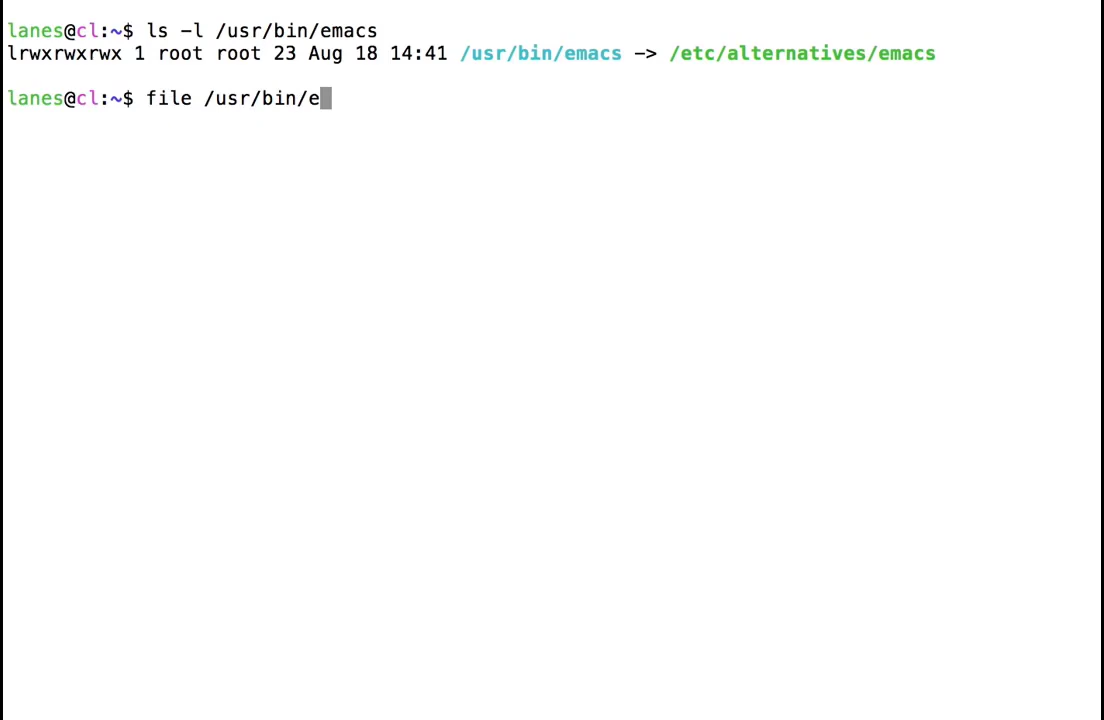 lanes@cl:~$ ls -l /usr/bin/emacs
lrwxrwxrwx 1 root root 23 Aug 18 14:41 /usr/bin/emacs -> /etc/alternatives/emacs
lanes@cl:~$ file /usr/bin/e